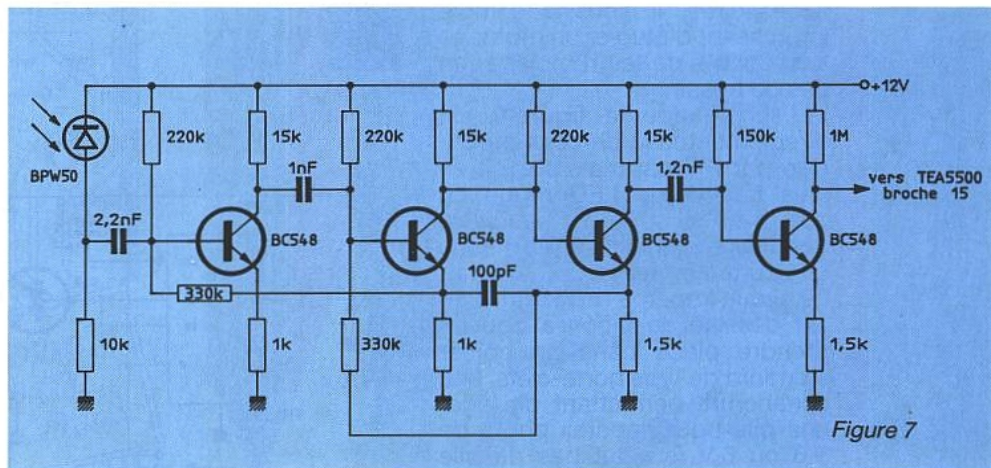 +12V
220k
15k
220k
15k
220k
15k
150k
1M
BPW50
1nF
1,2nF
vers TEA5500
broche 15
2,2nF
BC548
BC548
BC548
BC548
100pF
330k
10k
1k
330k
1k
1,5k
1,5k
Figure 7